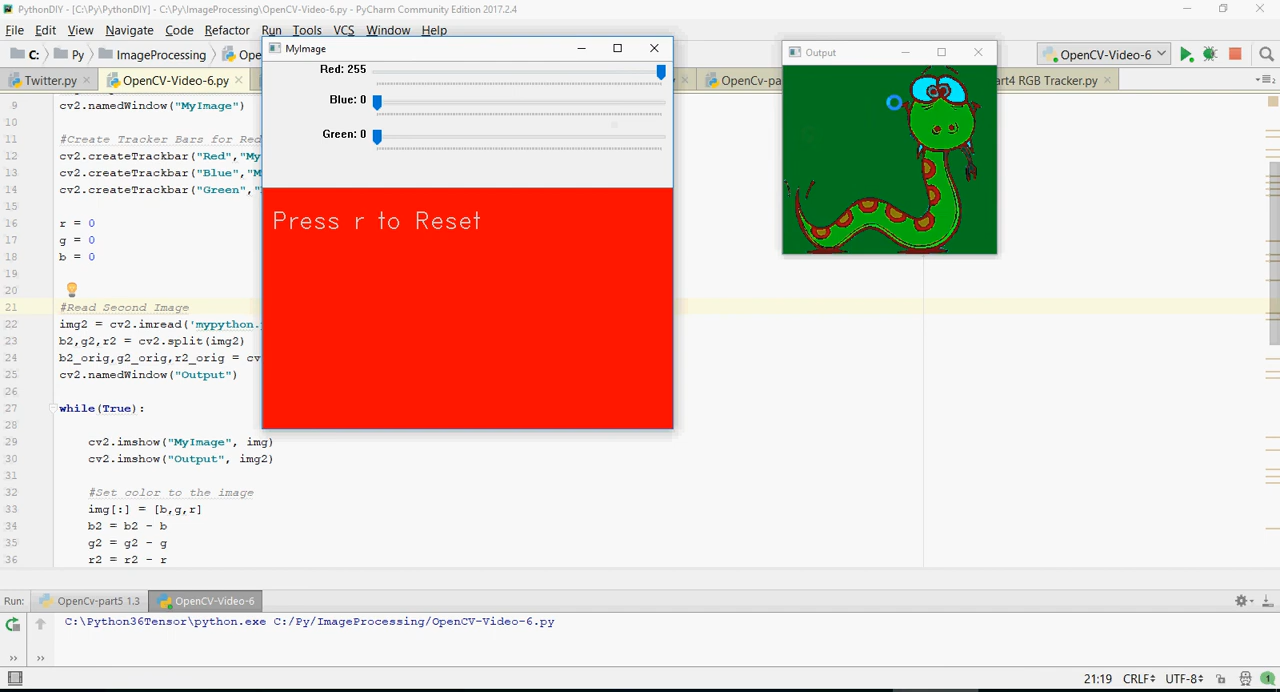 PythonDIY - [C:\Py\PythonDIY] - C:\Py\ImageProcessing\OpenCV-Video-6.py - PyCharm Community Edition 2017.2.4
File Edit View Navigate Code Refactor Run Tools VCS Window Help
C: Py ImageProcessing Ope
OpenCV-Video-6
Twitter.py
OpenCV-Video-6.py
OpenCv-pa
art4 RGB Tracker.py
9 cv2.namedWindow("MyImage")
10
11 #Create Tracker Bars for Red
12 cv2.createTrackbar("Red","My
13 cv2.createTrackbar("Blue","M
14 cv2.createTrackbar("Green",
15
16 r = 0
17 g = 0
18 b = 0
19
20
21 #Read Second Image
22 img2 = cv2.imread('mypython.
23 b2,g2,r2 = cv2.split(img2)
24 b2_orig,g2_orig,r2_orig = cv
25 cv2.namedWindow("Output")
26
27 while(True):
28
29 cv2.imshow("MyImage", img)
30 cv2.imshow("Output", img2)
31
32 #Set color to the image
33 img[:] = [b,g,r]
34 b2 = b2 - b
35 g2 = g2 - g
36 r2 = r2 - r
MyImage
Red: 255
Blue: 0
Green: 0
Press r to Reset
Output
Run: OpenCv-part5 1.3 OpenCV-Video-6
C:\Python36Tensor\python.exe C:/Py/ImageProcessing/OpenCV-Video-6.py
21:19 CRLF UTF-8 1